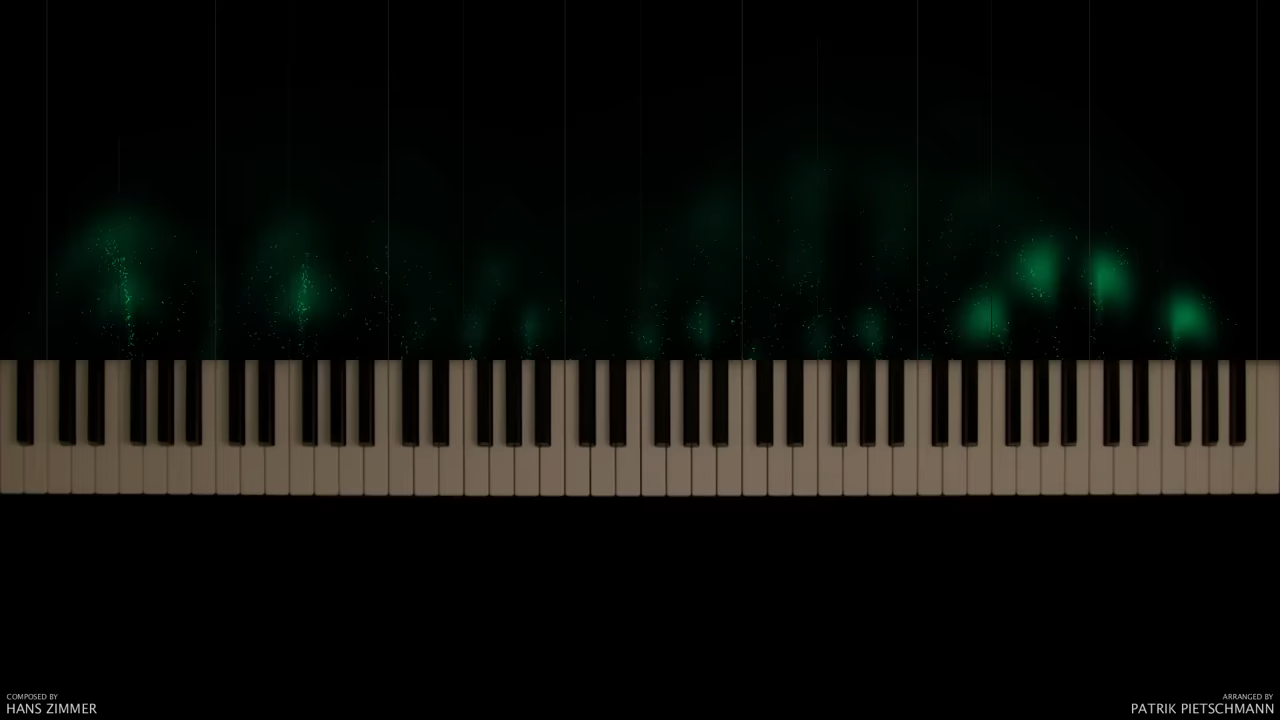 COMPOSED BY
HANS ZIMMER
ARRANGED BY
PATRIK PIETSCHMANN